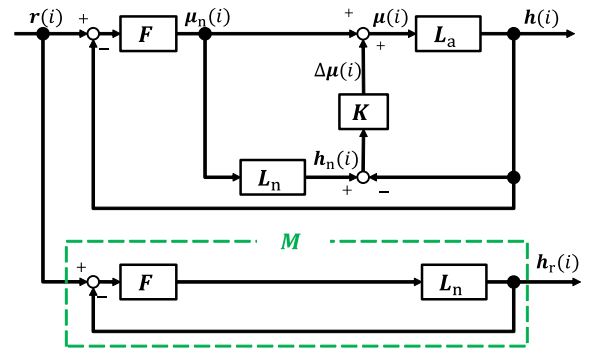 r(i) + − F μn(i) + + μ(i) La h(i)
Δμ(i)
K
Ln hn(i) + −
M
+ − F Ln hr(i)